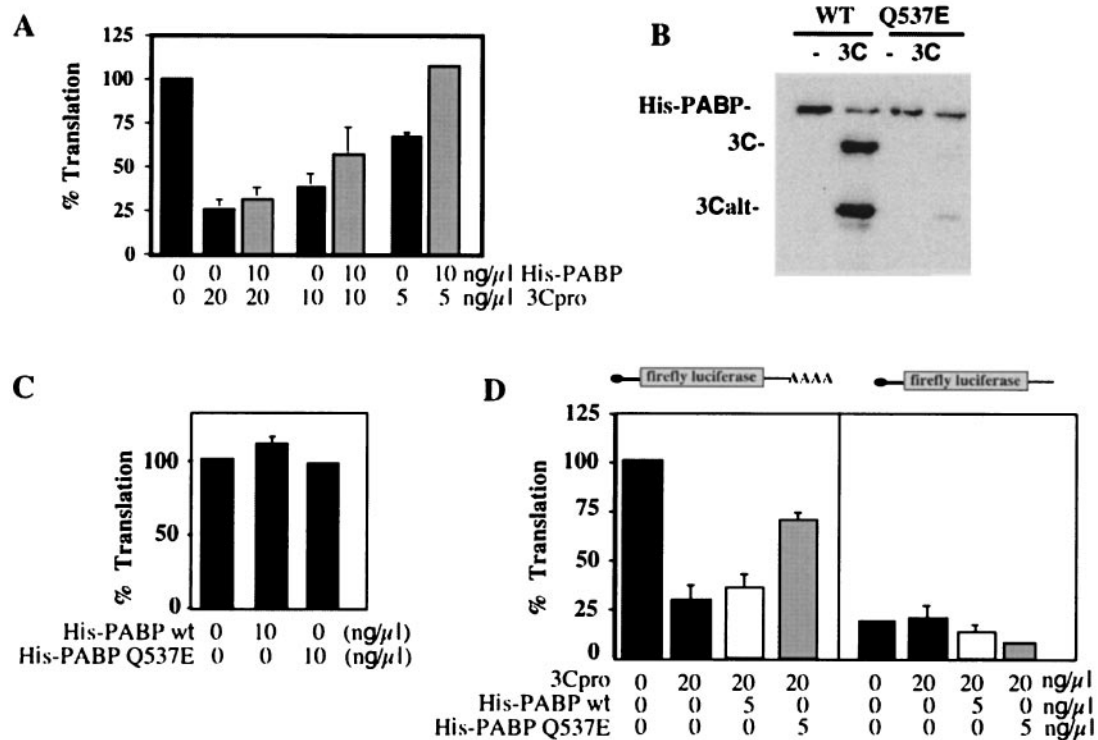 A
125
100
75
50
25
0
% Translation
0 0 10 0 10 0 10 ng/µl His-PABP
0 20 20 10 10 5 5 ng/µl 3Cpro
B
WT Q537E
- 3C - 3C
His-PABP-
3C-
3Calt-
C
100
50
0
% Translation
His-PABP wt 0 10 0 (ng/µl)
His-PABP Q537E 0 0 10 (ng/µl)
D
firefly luciferase AAAA
firefly luciferase
125
100
75
50
25
0
% Translation
3Cpro 0 20 20 20 0 20 20 20 ng/µl
His-PABP wt 0 0 5 0 0 0 5 0 ng/µl
His-PABP Q537E 0 0 0 5 0 0 0 5 ng/µl